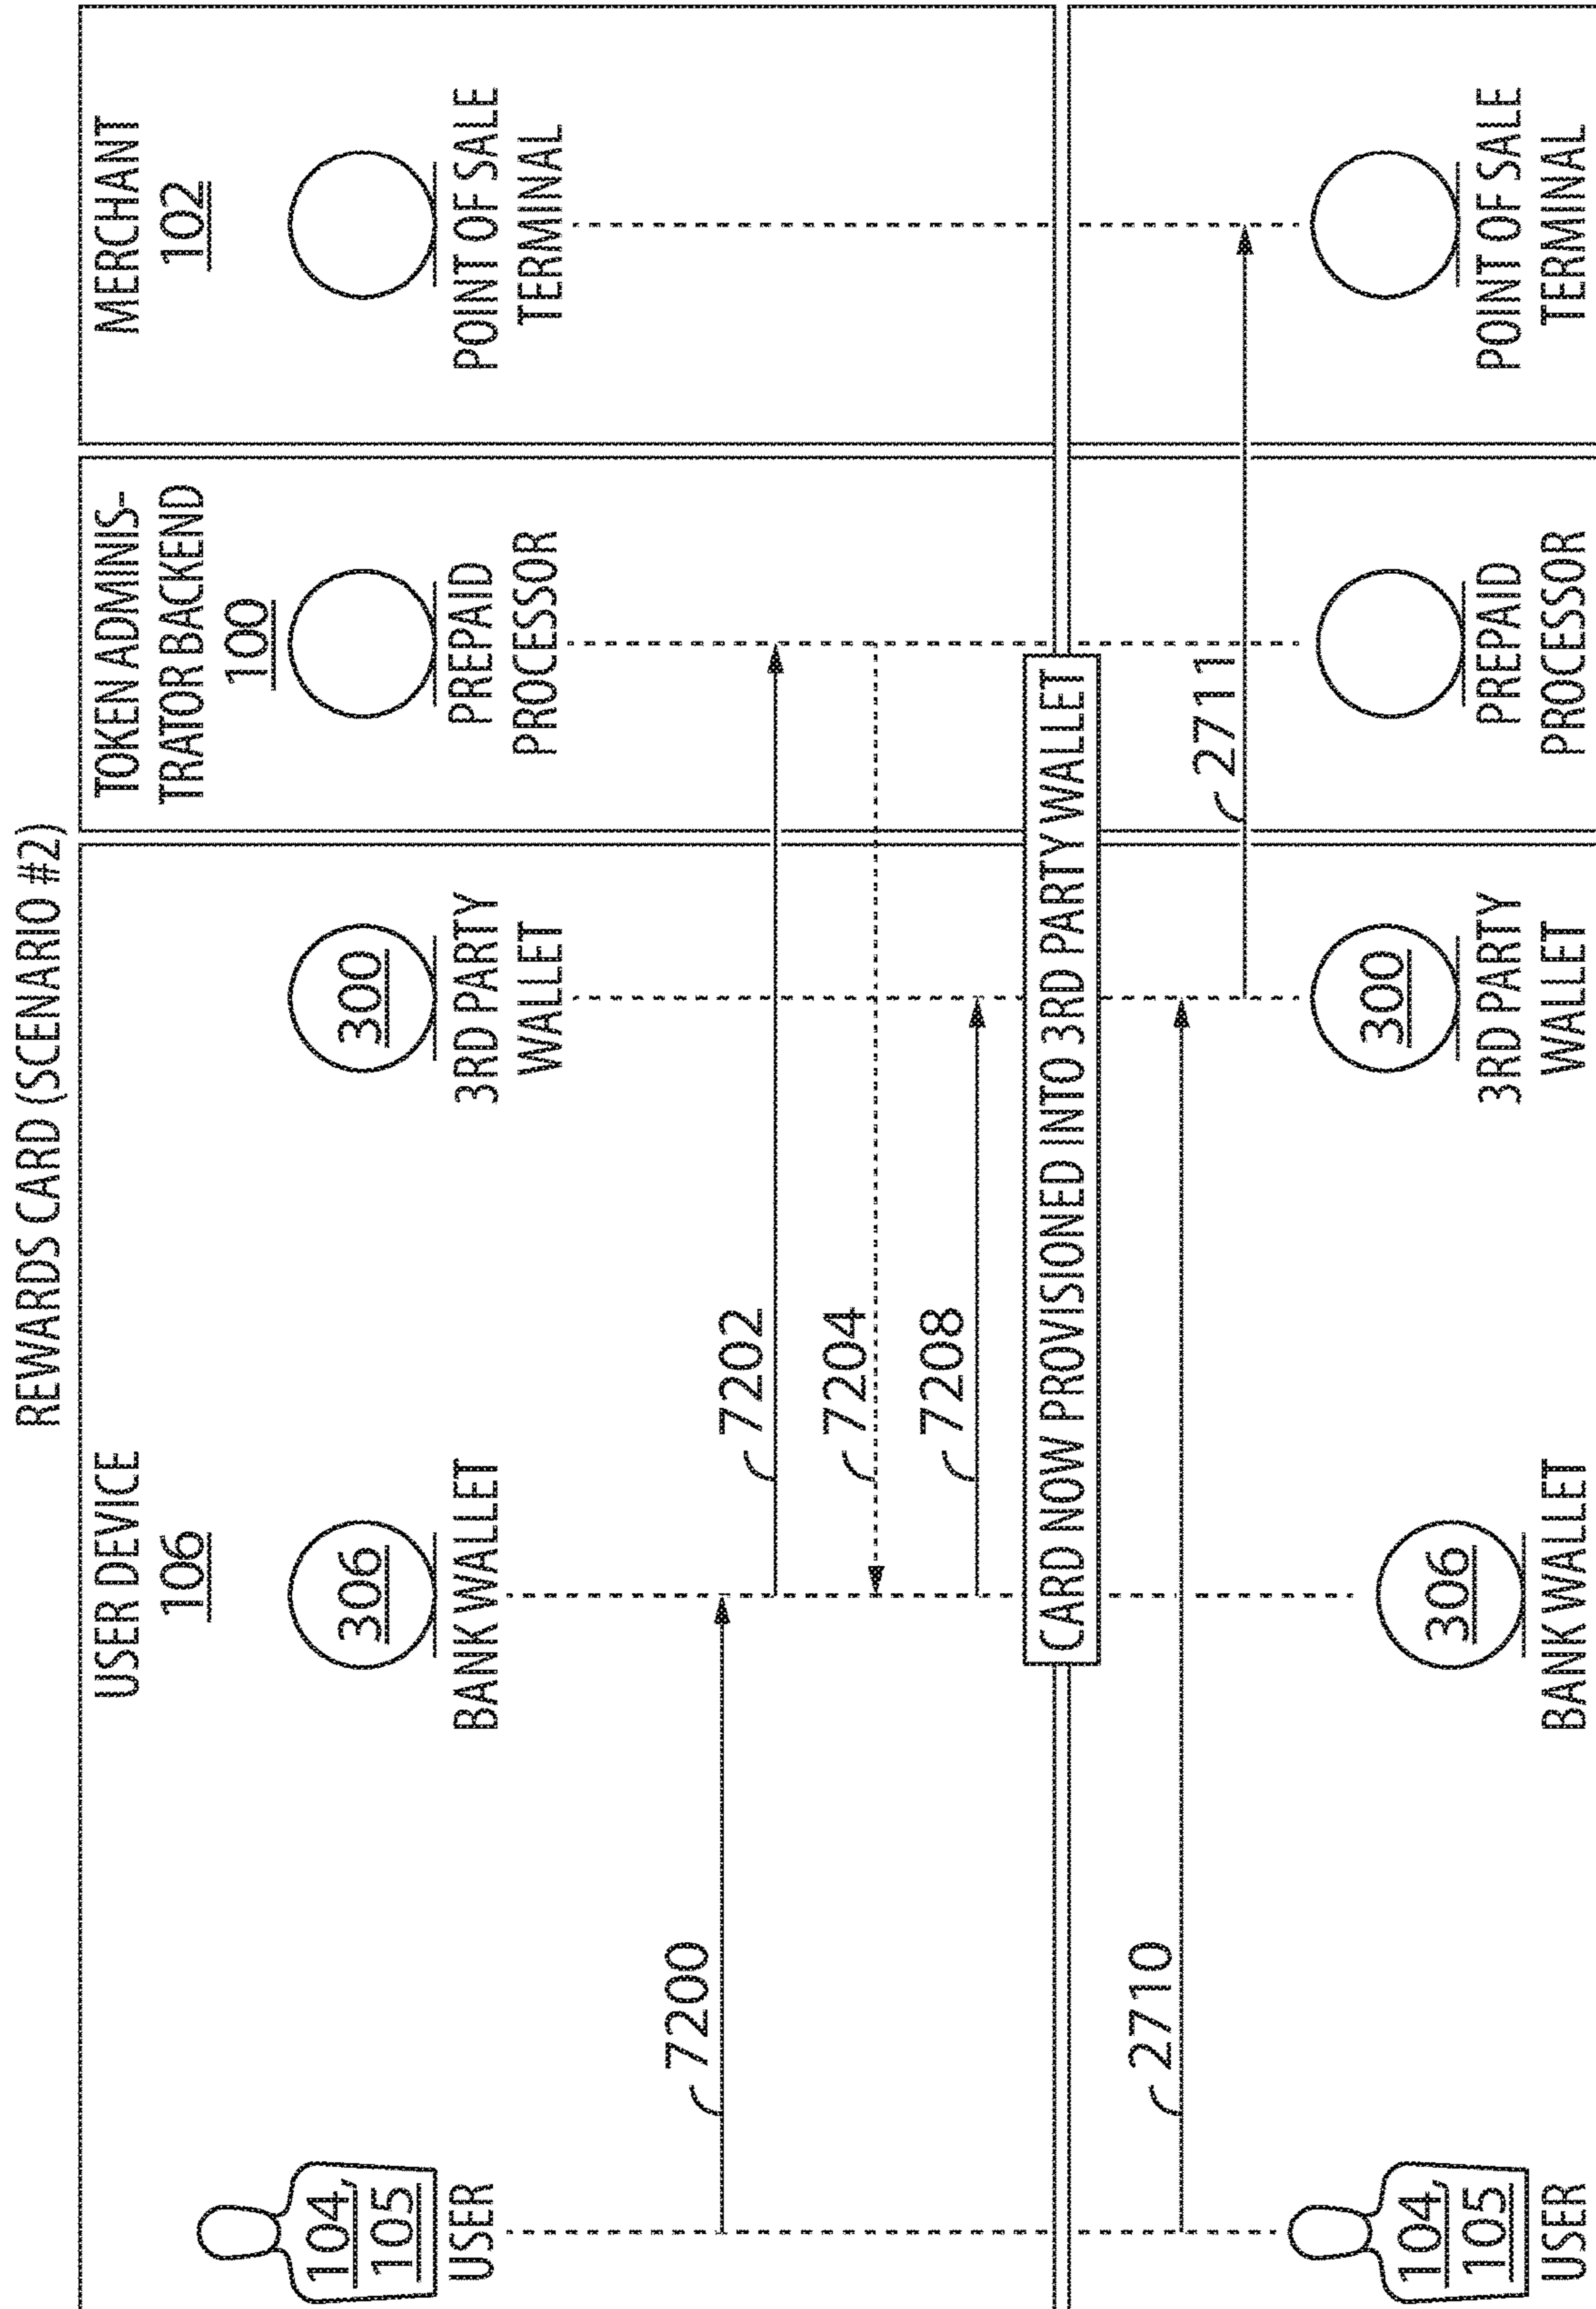 REWARDS CARD (SCENARIO #2)
USER DEVICE
106
TOKEN ADMINIS-
TRATOR BACKEND
100
MERCHANT
102
104,
105
USER
306
BANK WALLET
300
3RD PARTY
WALLET
PREPAID
PROCESSOR
POINT OF SALE
TERMINAL
7200
7202
7204
7208
CARD NOW PROVISIONED INTO 3RD PARTY WALLET
2710
2711
104,
105
USER
306
BANK WALLET
300
3RD PARTY
WALLET
PREPAID
PROCESSOR
POINT OF SALE
TERMINAL